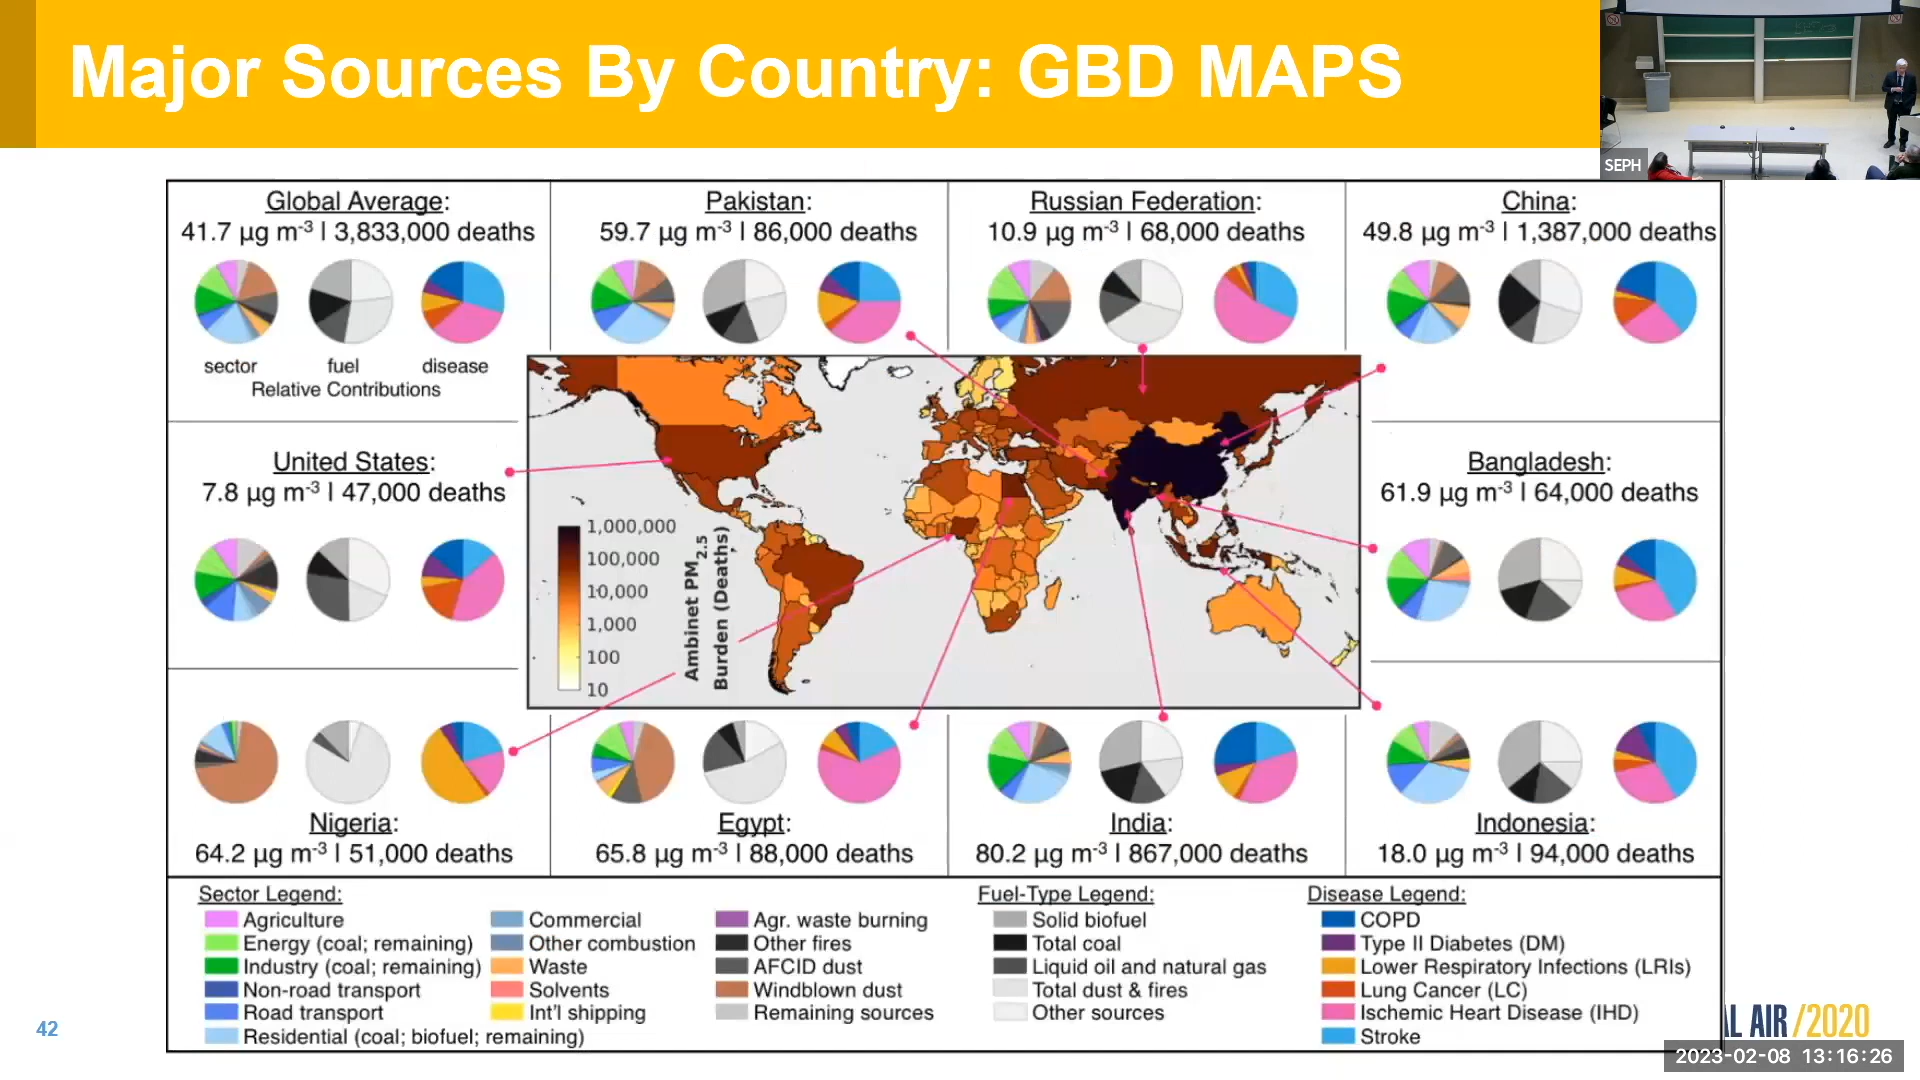 Major Sources By Country: GBD MAPS
SEPH
Global Average:
41.7 µg m-3 | 3,833,000 deaths
sector fuel disease
Relative Contributions
Pakistan:
59.7 µg m-3 | 86,000 deaths
Russian Federation:
10.9 µg m-3 | 68,000 deaths
China:
49.8 µg m-3 | 1,387,000 deaths
United States:
7.8 µg m-3 | 47,000 deaths
Bangladesh:
61.9 µg m-3 | 64,000 deaths
1,000,000
100,000
10,000
1,000
100
10
Ambinet PM2.5
Burden (Deaths)
Nigeria:
64.2 µg m-3 | 51,000 deaths
Egypt:
65.8 µg m-3 | 88,000 deaths
India:
80.2 µg m-3 | 867,000 deaths
Indonesia:
18.0 µg m-3 | 94,000 deaths
Sector Legend:
Agriculture
Energy (coal; remaining)
Industry (coal; remaining)
Non-road transport
Road transport
Residential (coal; biofuel; remaining)
Commercial
Other combustion
Waste
Solvents
Int'l shipping
Agr. waste burning
Other fires
AFCID dust
Windblown dust
Remaining sources
Fuel-Type Legend:
Solid biofuel
Total coal
Liquid oil and natural gas
Total dust & fires
Other sources
Disease Legend:
COPD
Type II Diabetes (DM)
Lower Respiratory Infections (LRIs)
Lung Cancer (LC)
Ischemic Heart Disease (IHD)
Stroke
42
AL AIR/2020
2023-02-08 13:16:26